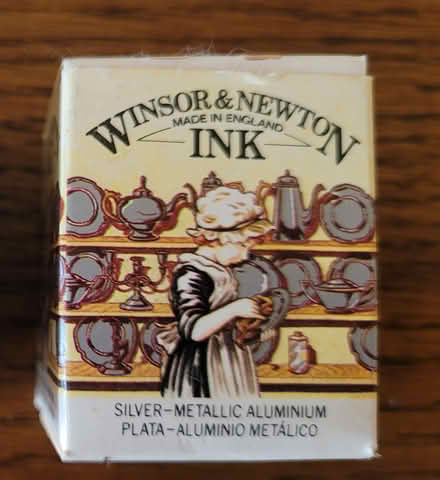 WINSOR & NEWTON
MADE IN ENGLAND
INK
SILVER–METALLIC ALUMINIUM
PLATA–ALUMINIO METÁLICO